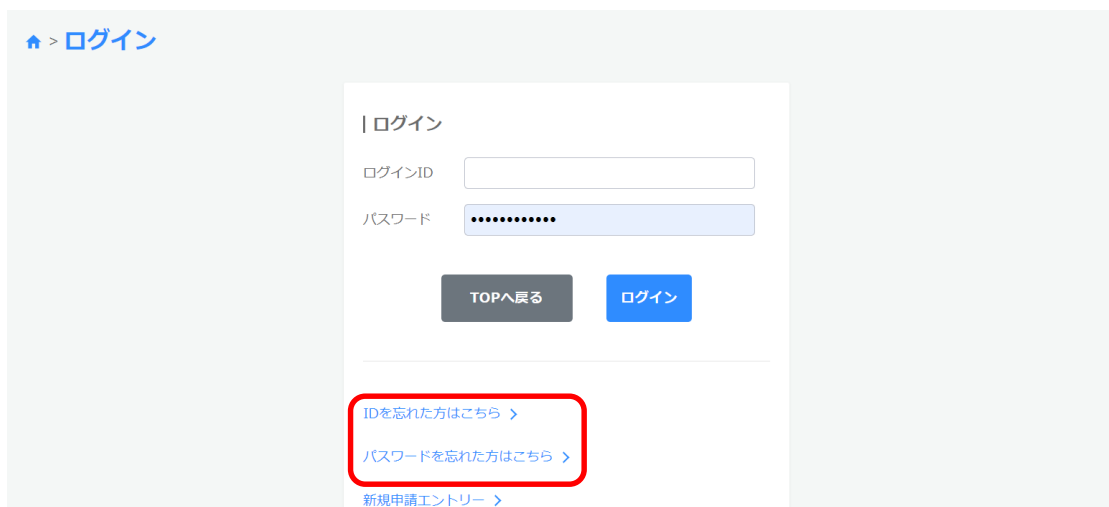 > ログイン
| ログイン
ログインID
パスワード ••••••••••••
TOPへ戻る ログイン
IDを忘れた方はこちら >
パスワードを忘れた方はこちら >
新規申請エントリー >